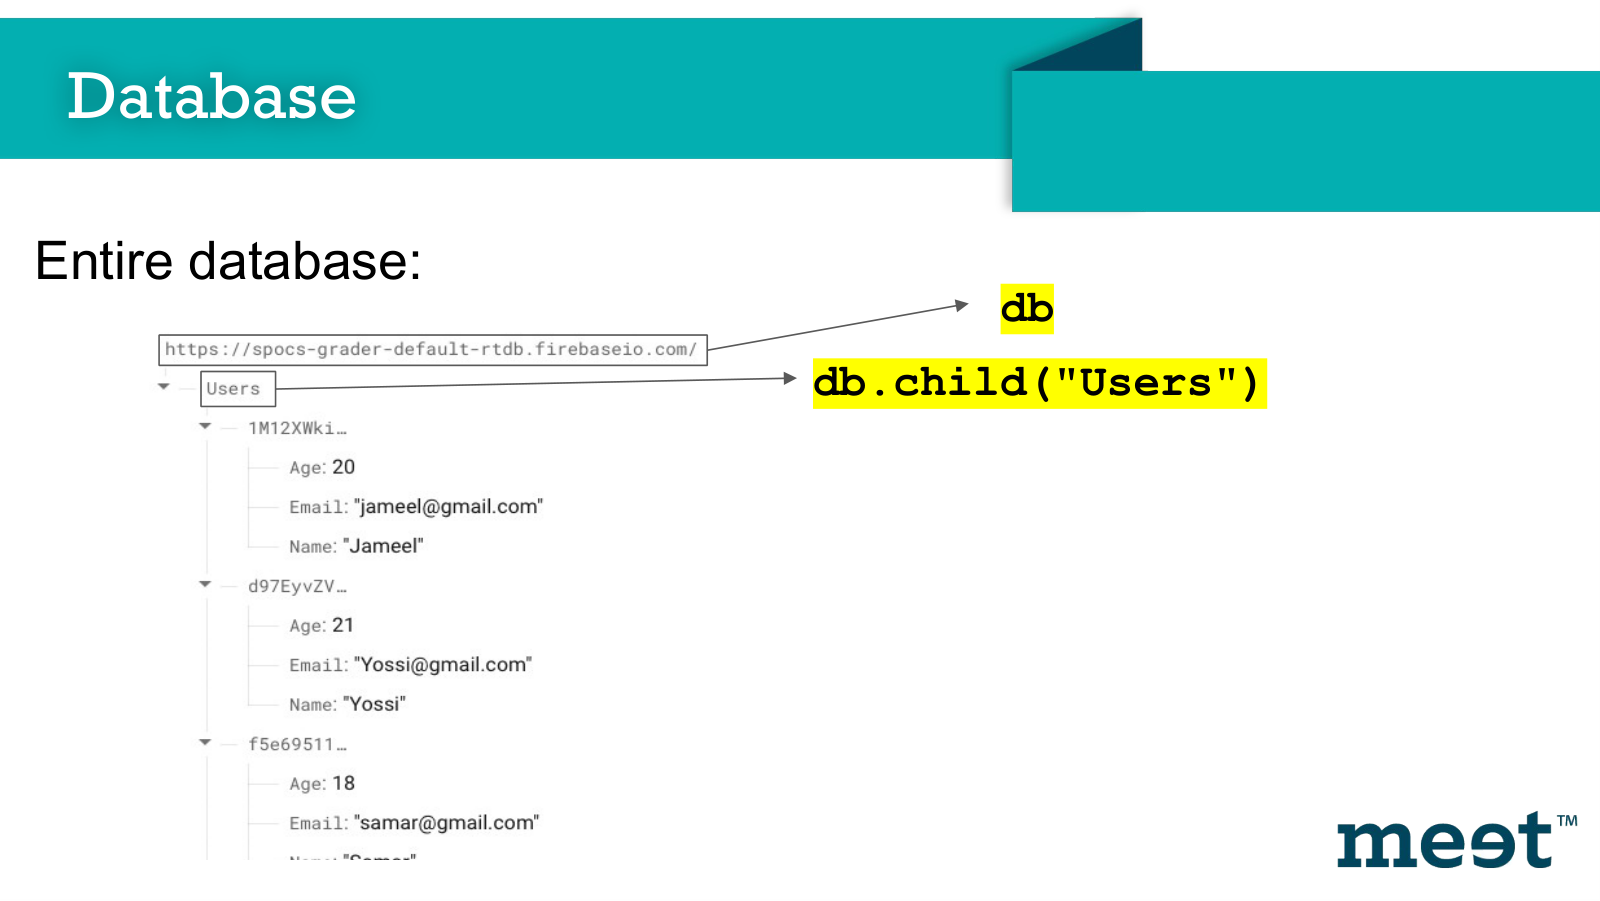 Database
Entire database:
db
https://spocs-grader-default-rtdb.firebaseio.com/
db.child("Users")
Users
1M12XWki…
Age: 20
Email: "jameel@gmail.com"
Name: "Jameel"
d97EyvZV…
Age: 21
Email: "Yossi@gmail.com"
Name: "Yossi"
f5e69511…
Age: 18
Email: "samar@gmail.com"
Name: "Samar"
meet™